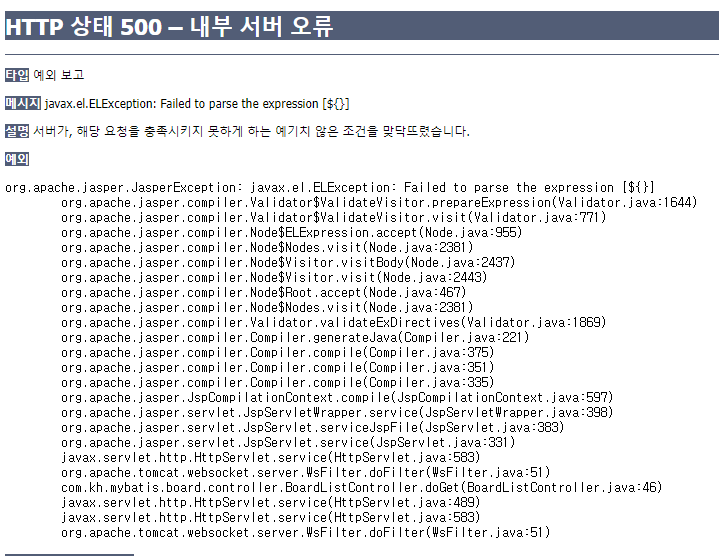 HTTP 상태 500 – 내부 서버 오류
타입 예외 보고
메시지 javax.el.ELException: Failed to parse the expression [${}]
설명 서버가, 해당 요청을 충족시키지 못하게 하는 예기치 않은 조건을 맞닥뜨렸습니다.
예외
org.apache.jasper.JasperException: javax.el.ELException: Failed to parse the expression [${}]
org.apache.jasper.compiler.Validator$ValidateVisitor.prepareExpression(Validator.java:1644)
org.apache.jasper.compiler.Validator$ValidateVisitor.visit(Validator.java:771)
org.apache.jasper.compiler.Node$ELExpression.accept(Node.java:955)
org.apache.jasper.compiler.Node$Nodes.visit(Node.java:2381)
org.apache.jasper.compiler.Node$Visitor.visitBody(Node.java:2437)
org.apache.jasper.compiler.Node$Visitor.visit(Node.java:2443)
org.apache.jasper.compiler.Node$Root.accept(Node.java:467)
org.apache.jasper.compiler.Node$Nodes.visit(Node.java:2381)
org.apache.jasper.compiler.Validator.validateExDirectives(Validator.java:1869)
org.apache.jasper.compiler.Compiler.generateJava(Compiler.java:221)
org.apache.jasper.compiler.Compiler.compile(Compiler.java:375)
org.apache.jasper.compiler.Compiler.compile(Compiler.java:351)
org.apache.jasper.compiler.Compiler.compile(Compiler.java:335)
org.apache.jasper.JspCompilationContext.compile(JspCompilationContext.java:597)
org.apache.jasper.servlet.JspServletWrapper.service(JspServletWrapper.java:398)
org.apache.jasper.servlet.JspServlet.serviceJspFile(JspServlet.java:383)
org.apache.jasper.servlet.JspServlet.service(JspServlet.java:331)
javax.servlet.http.HttpServlet.service(HttpServlet.java:583)
org.apache.tomcat.websocket.server.WsFilter.doFilter(WsFilter.java:51)
com.kh.mybatis.board.controller.BoardListController.doGet(BoardListController.java:46)
javax.servlet.http.HttpServlet.service(HttpServlet.java:489)
javax.servlet.http.HttpServlet.service(HttpServlet.java:583)
org.apache.tomcat.websocket.server.WsFilter.doFilter(WsFilter.java:51)